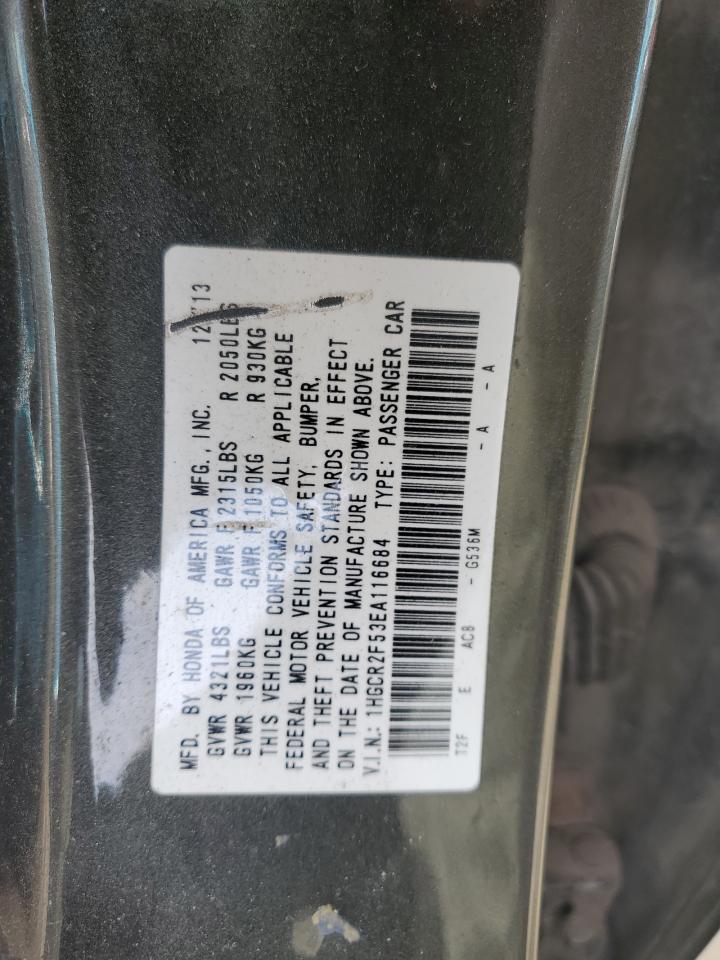 MFD. BY HONDA OF AMERICA MFG., INC.
GVWR 4321LBS GAWR F 2315LBS R 2050LBS
GVWR 1960KG GAWR F 1050KG R 930KG
THIS VEHICLE CONFORMS TO ALL APPLICABLE
FEDERAL MOTOR VEHICLE SAFETY, BUMPER,
AND THEFT PREVENTION STANDARDS IN EFFECT
ON THE DATE OF MANUFACTURE SHOWN ABOVE.
V.I.N.: 1HGCR2F53EA116684 TYPE: PASSENGER CAR
T2F E AC8 - G536M - A - A